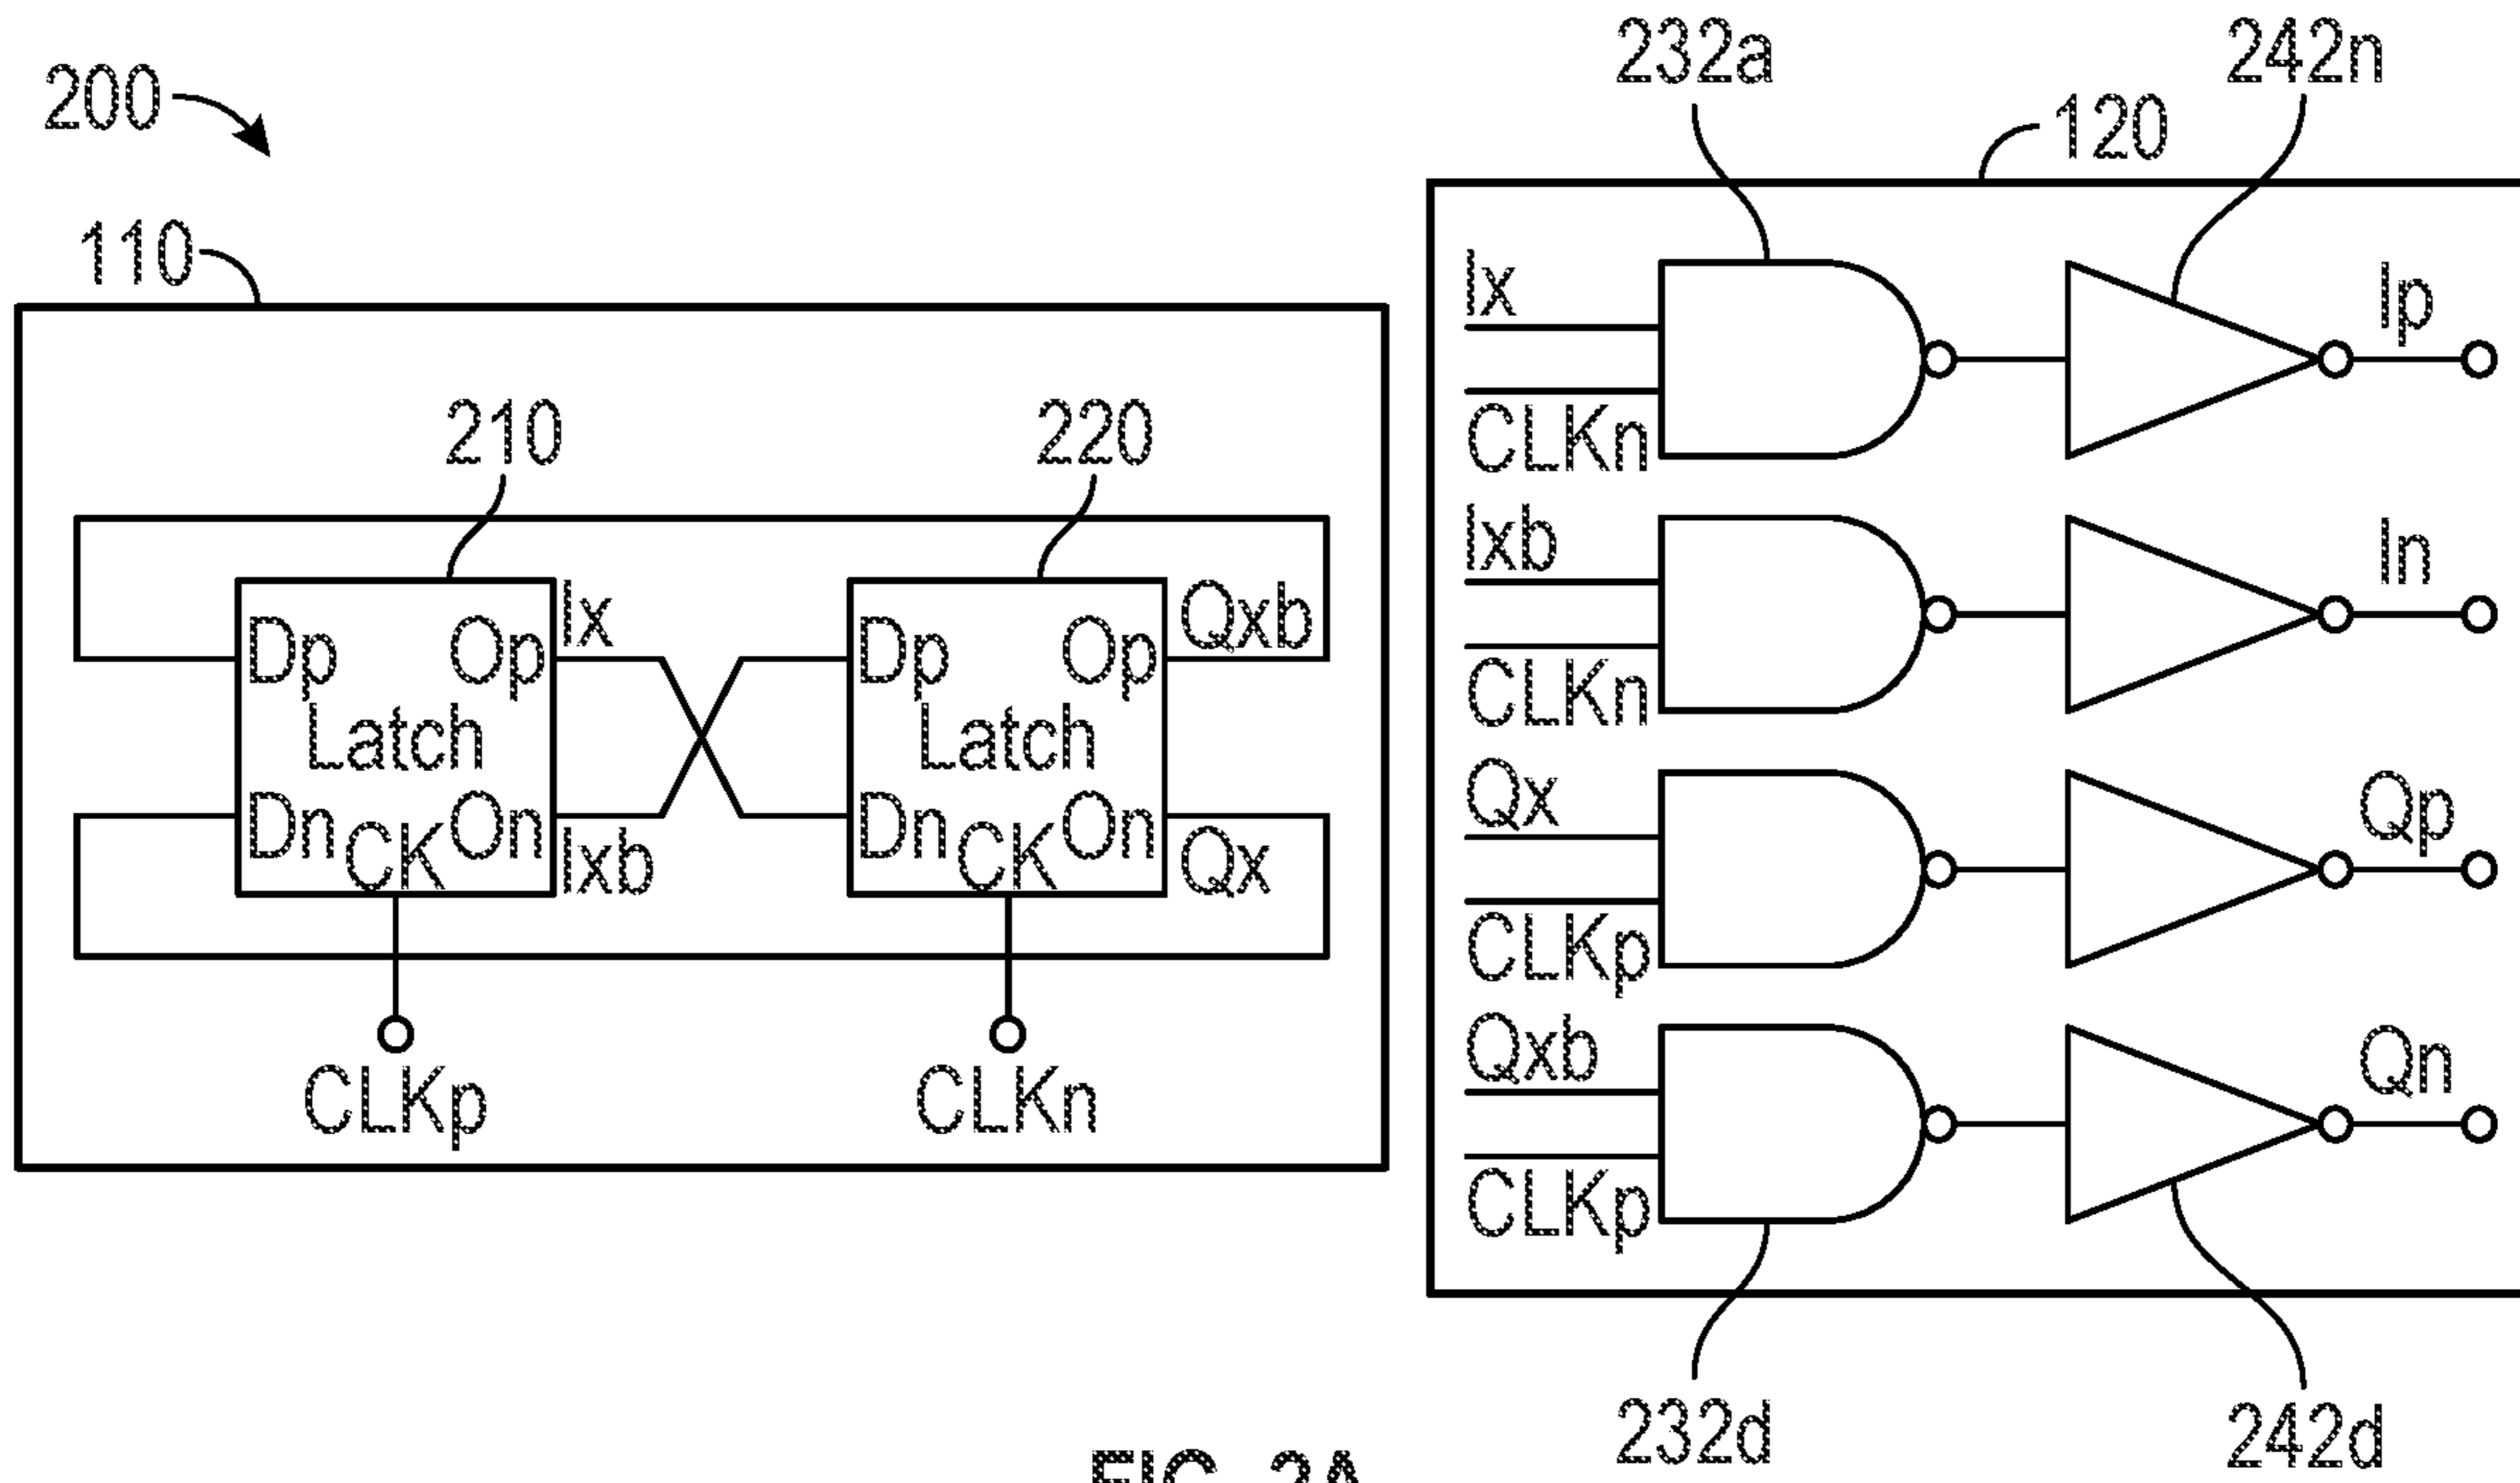 200
110
210
220
Dp
Op
Ix
Latch
Dn
CK
On
Ixb
Dp
Op
Qxb
Latch
Dn
CK
On
Qx
CLKp
CLKn
232a
242n
120
Ix
CLKn
Ip
Ixb
CLKn
In
Qx
CLKp
Qp
Qxb
CLKp
Qn
232d
242d
FIG. 2A